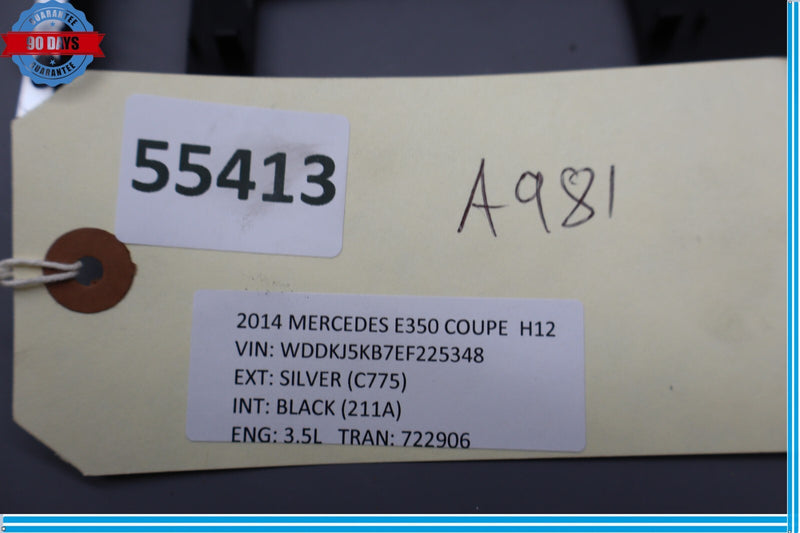 GUARANTEE
90 DAYS
GUARANTEE
55413
A981
2014 MERCEDES E350 COUPE H12
VIN: WDDKJ5KB7EF225348
EXT: SILVER (C775)
INT: BLACK (211A)
ENG: 3.5L TRAN: 722906